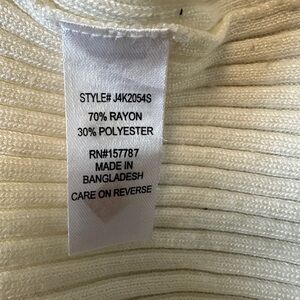 STYLE# J4K2054S
70% RAYON
30% POLYESTER
RN#157787
MADE IN
BANGLADESH
CARE ON REVERSE